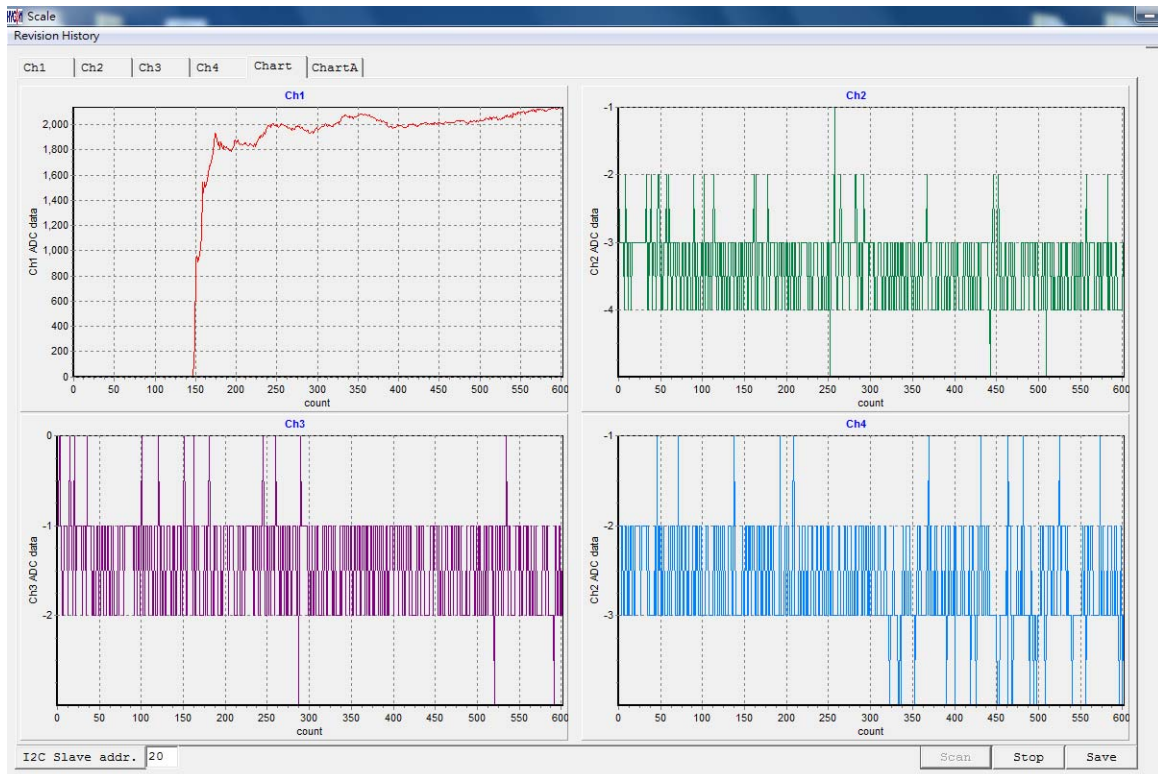 Scale
Revision History
Ch1 Ch2 Ch3 Ch4 Chart ChartA
Ch1
Ch1 ADC data
2,000
1,800
1,600
1,400
1,200
1,000
800
600
400
200
0
0 50 100 150 200 250 300 350 400 450 500 550 600
count
Ch2
Ch2 ADC data
-1
-2
-3
-4
0 50 100 150 200 250 300 350 400 450 500 550 600
count
Ch3
Ch3 ADC data
0
-1
-2
0 50 100 150 200 250 300 350 400 450 500 550 600
count
Ch4
Ch2 ADC data
-1
-2
-3
0 50 100 150 200 250 300 350 400 450 500 550 600
count
I2C Slave addr. 20
Scan Stop Save